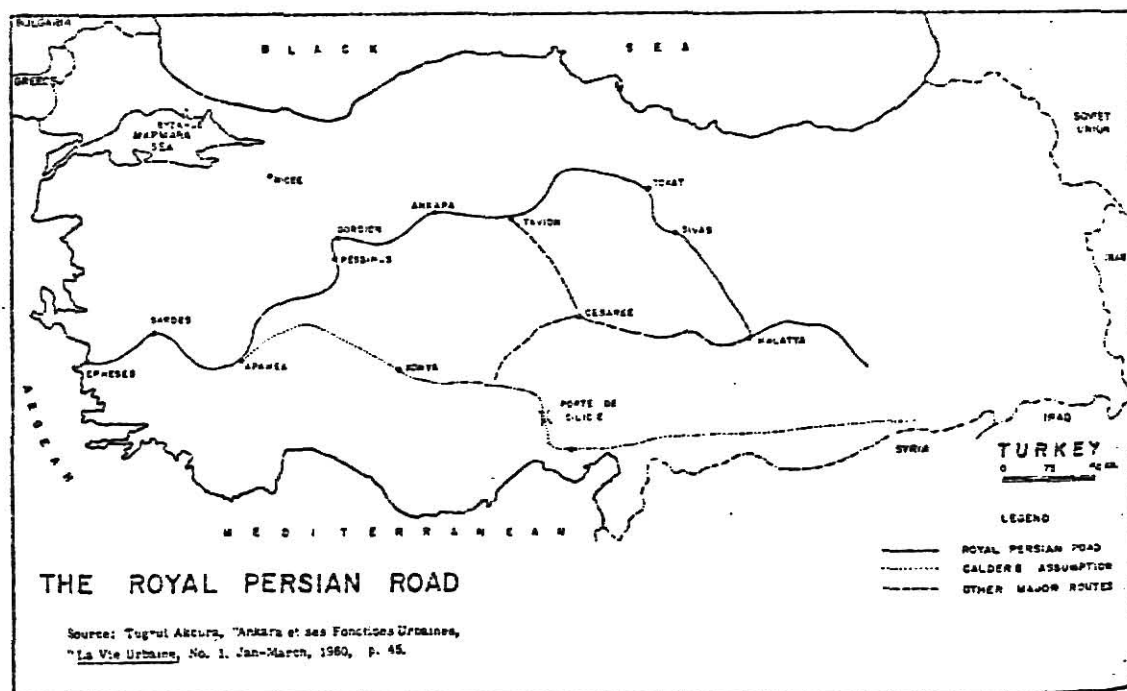 BULGARIA
BLACK SEA
GREECE
MARMARA
SEA
SOVIET
UNION
NICEE
TOKAT
ANKARA
TAVION
GORDION
SIVAS
PESSINUS
IRAN
CESAREE
SARDES
MALATYA
EPHESES
APAMEA
KONYA
AEGEAN
PORTE DE
CILICIE
IRAQ
SYRIA
TURKEY
0 75
MEDITERRANEAN
LEGEND
ROYAL PERSIAN ROAD
CALDER'S ASSUMPTION
OTHER MAJOR ROUTES
THE ROYAL PERSIAN ROAD
Source: Tugrul Akcura, "Ankara et ses Fonctions Urbaines,
" La Vie Urbaine, No. 1. Jan-March, 1960, p. 45.